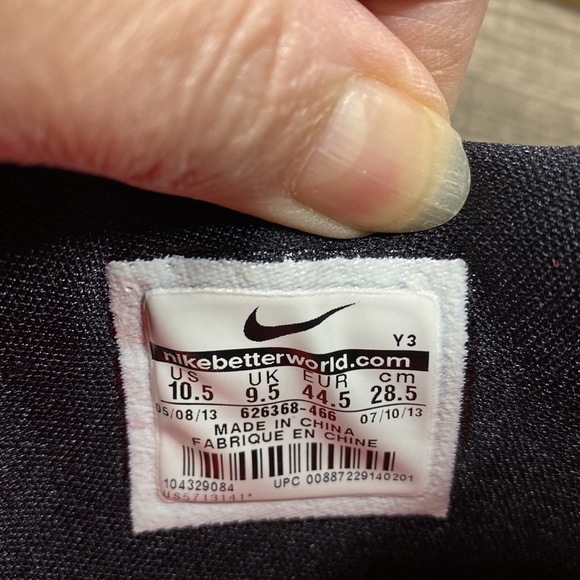 Y3
nikebetterworld.com
US UK EUR cm
10.5 9.5 44.5 28.5
05/08/13 626368-466 07/10/13
MADE IN CHINA
FABRIQUE EN CHINE
104329084 UPC 00887229140201
US5713141*